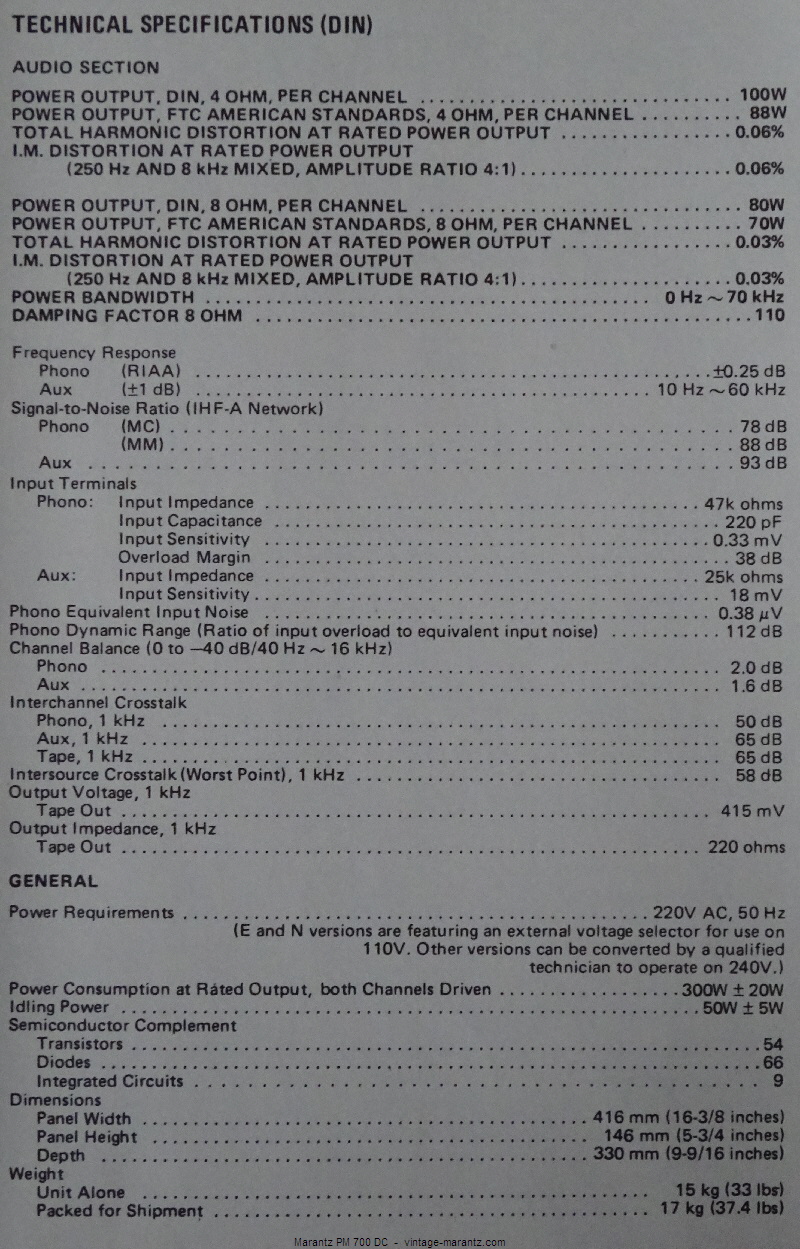 TECHNICAL SPECIFICATIONS (DIN)
AUDIO SECTION
POWER OUTPUT, DIN, 4 OHM, PER CHANNEL .............................. 100W
POWER OUTPUT, FTC AMERICAN STANDARDS, 4 OHM, PER CHANNEL .......... 88W
TOTAL HARMONIC DISTORTION AT RATED POWER OUTPUT ................. 0.06%
I.M. DISTORTION AT RATED POWER OUTPUT
(250 Hz AND 8 kHz MIXED, AMPLITUDE RATIO 4:1) ..................... 0.06%
POWER OUTPUT, DIN, 8 OHM, PER CHANNEL .............................. 80W
POWER OUTPUT, FTC AMERICAN STANDARDS, 8 OHM, PER CHANNEL .......... 70W
TOTAL HARMONIC DISTORTION AT RATED POWER OUTPUT ................. 0.03%
I.M. DISTORTION AT RATED POWER OUTPUT
(250 Hz AND 8 kHz MIXED, AMPLITUDE RATIO 4:1) ..................... 0.03%
POWER BANDWIDTH ........................................ 0 Hz ~ 70 kHz
DAMPING FACTOR 8 OHM .............................................. 110
Frequency Response
Phono (RIAA) .................................................. ±0.25 dB
Aux (±1 dB) ............................................. 10 Hz ~ 60 kHz
Signal-to-Noise Ratio (IHF-A Network)
Phono (MC) ....................................................... 78 dB
(MM) ....................................................... 88 dB
Aux ............................................................ 93 dB
Input Terminals
Phono: Input Impedance ........................................ 47k ohms
Input Capacitance ........................................ 220 pF
Input Sensitivity ........................................ 0.33 mV
Overload Margin ........................................ 38 dB
Aux: Input Impedance ........................................ 25k ohms
Input Sensitivity ........................................ 18 mV
Phono Equivalent Input Noise ................................... 0.38 µV
Phono Dynamic Range (Ratio of input overload to equivalent input noise) ........... 112 dB
Channel Balance (0 to —40 dB/40 Hz ~ 16 kHz)
Phono .......................................................... 2.0 dB
Aux ............................................................ 1.6 dB
Interchannel Crosstalk
Phono, 1 kHz .................................................... 50 dB
Aux, 1 kHz ...................................................... 65 dB
Tape, 1 kHz ..................................................... 65 dB
Intersource Crosstalk (Worst Point), 1 kHz ............................ 58 dB
Output Voltage, 1 kHz
Tape Out ....................................................... 415 mV
Output Impedance, 1 kHz
Tape Out ....................................................... 220 ohms
GENERAL
Power Requirements ........................................ 220V AC, 50 Hz
(E and N versions are featuring an external voltage selector for use on
110V. Other versions can be converted by a qualified
technician to operate on 240V.)
Power Consumption at Rated Output, both Channels Driven ................. 300W ± 20W
Idling Power .................................................... 50W ± 5W
Semiconductor Complement
Transistors ........................................................ 54
Diodes ............................................................. 66
Integrated Circuits ................................................ 9
Dimensions
Panel Width ........................................ 416 mm (16-3/8 inches)
Panel Height ........................................ 146 mm (5-3/4 inches)
Depth ........................................ 330 mm (9-9/16 inches)
Weight
Unit Alone ........................................ 15 kg (33 lbs)
Packed for Shipment ........................................ 17 kg (37.4 lbs)
Marantz PM 700 DC - vintage-marantz.com